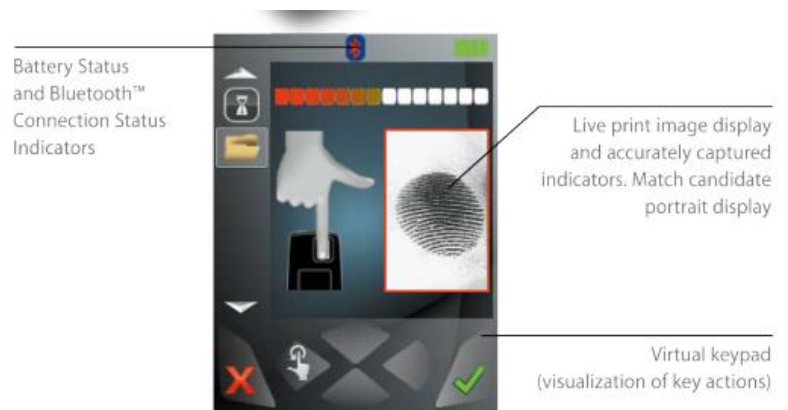 Battery Status
and Bluetooth™
Connection Status
Indicators
Live print image display
and accurately captured
indicators. Match candidate
portrait display
Virtual keypad
(visualization of key actions)